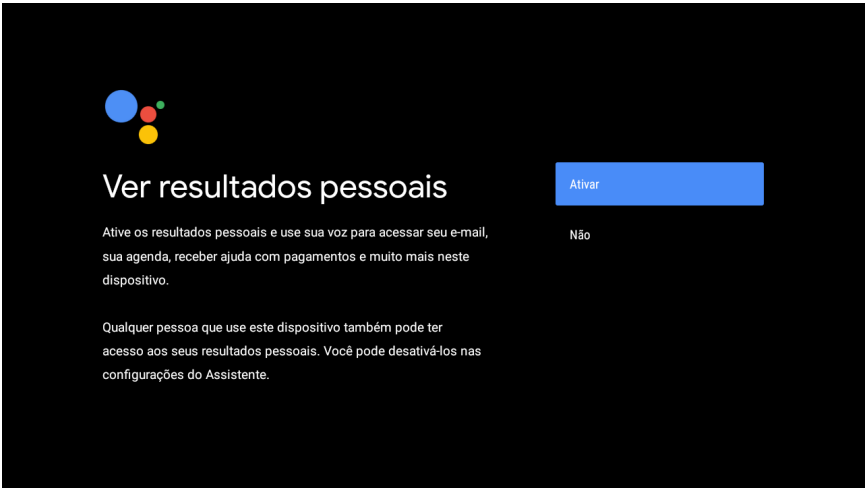 Ver resultados pessoais
Ative os resultados pessoais e use sua voz para acessar seu e-mail,
sua agenda, receber ajuda com pagamentos e muito mais neste
dispositivo.
Qualquer pessoa que use este dispositivo também pode ter
acesso aos seus resultados pessoais. Você pode desativá-los nas
configurações do Assistente.
Ativar
Não